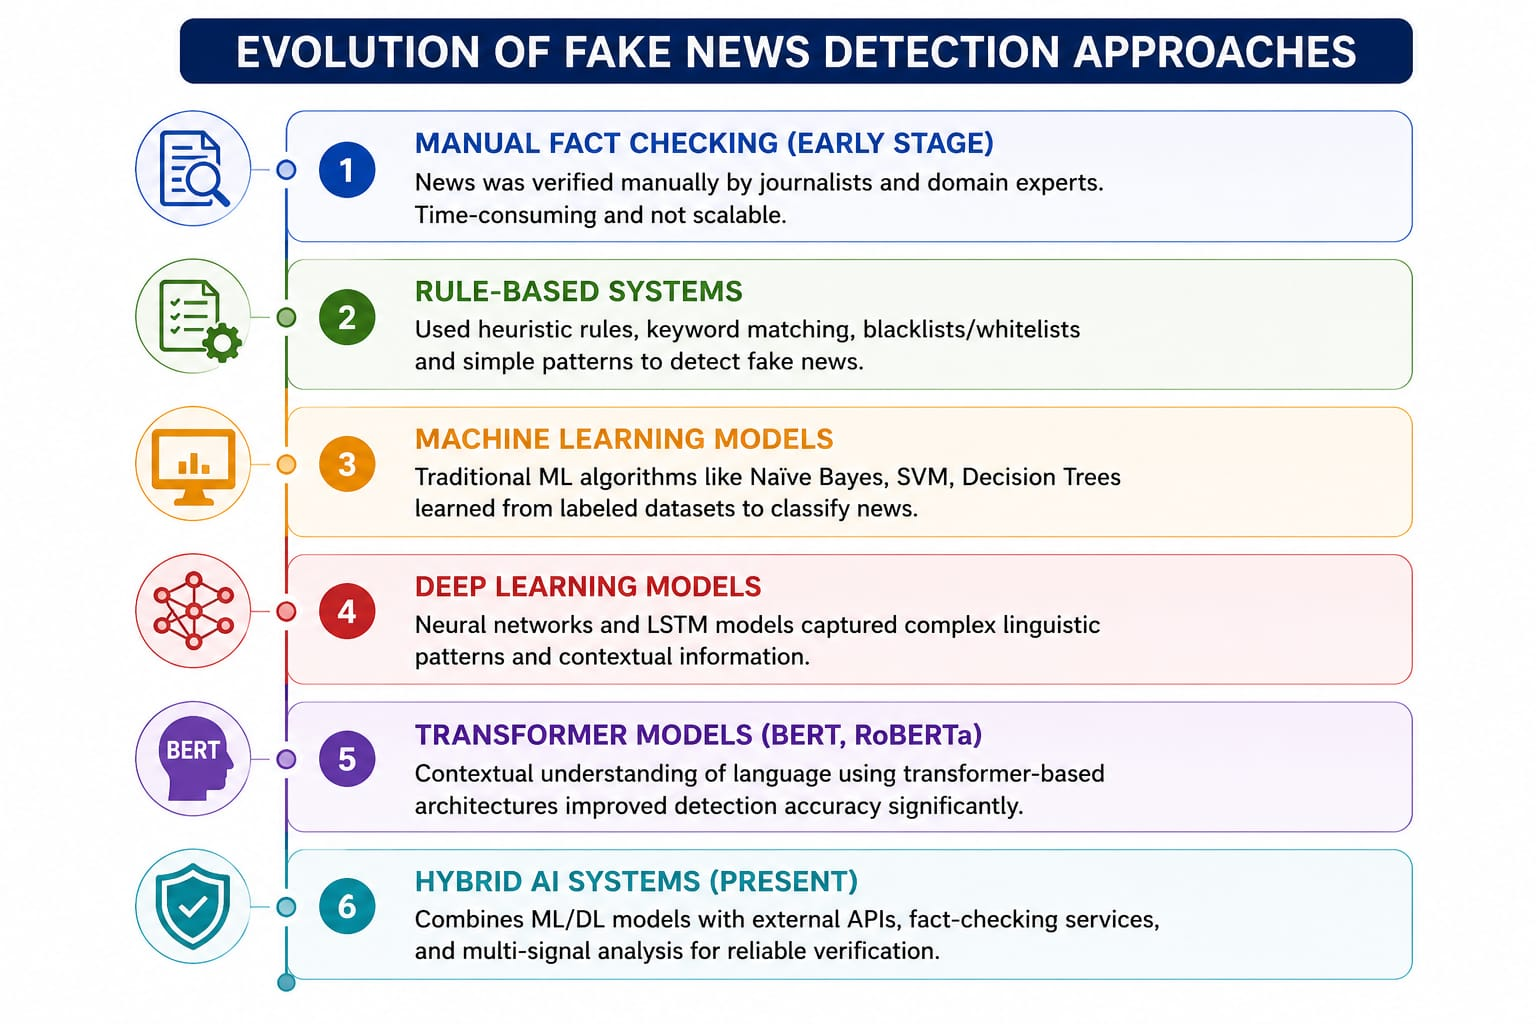 EVOLUTION OF FAKE NEWS DETECTION APPROACHES
1
MANUAL FACT CHECKING (EARLY STAGE)
News was verified manually by journalists and domain experts.
Time-consuming and not scalable.
2
RULE-BASED SYSTEMS
Used heuristic rules, keyword matching, blacklists/whitelists
and simple patterns to detect fake news.
3
MACHINE LEARNING MODELS
Traditional ML algorithms like Naïve Bayes, SVM, Decision Trees
learned from labeled datasets to classify news.
4
DEEP LEARNING MODELS
Neural networks and LSTM models captured complex linguistic
patterns and contextual information.
BERT
5
TRANSFORMER MODELS (BERT, RoBERTa)
Contextual understanding of language using transformer-based
architectures improved detection accuracy significantly.
6
HYBRID AI SYSTEMS (PRESENT)
Combines ML/DL models with external APIs, fact-checking services,
and multi-signal analysis for reliable verification.